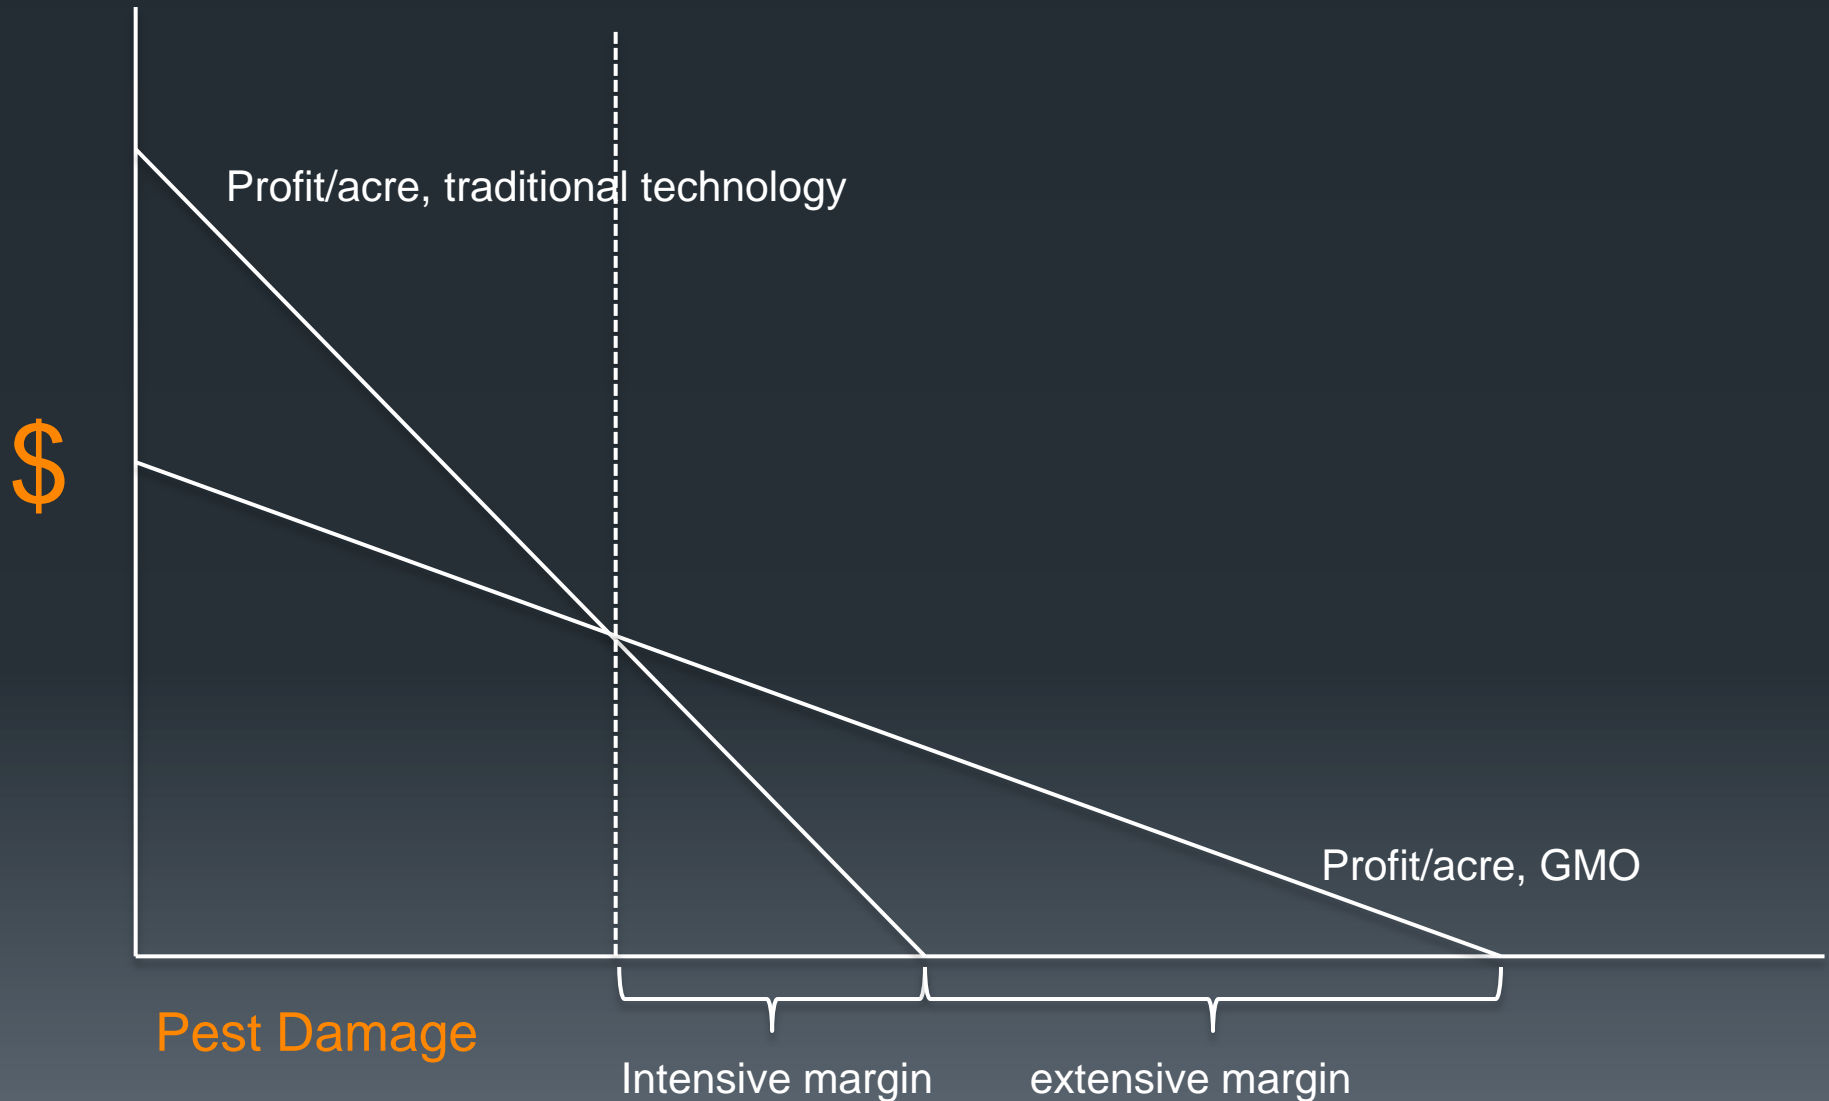 Profit/acre, traditional technology
$
Profit/acre, GMO
Pest Damage
Intensive margin
extensive margin